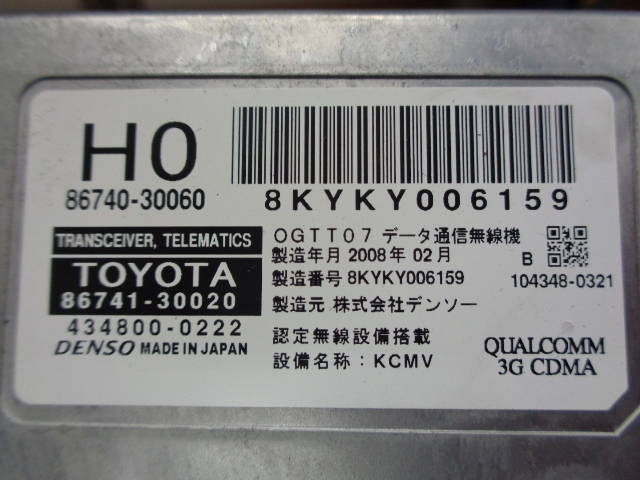 H0
86740-30060
8KYKY006159
TRANSCEIVER, TELEMATICS
TOYOTA
86741-30020
434800-0222
DENSO MADE IN JAPAN
OGTT07 データ通信無線機
製造年月 2008年 02月
製造番号 8KYKY006159
製造元 株式会社デンソー
認定無線設備搭載
設備名称：KCMV
B
104348-0321
QUALCOMM
3G CDMA